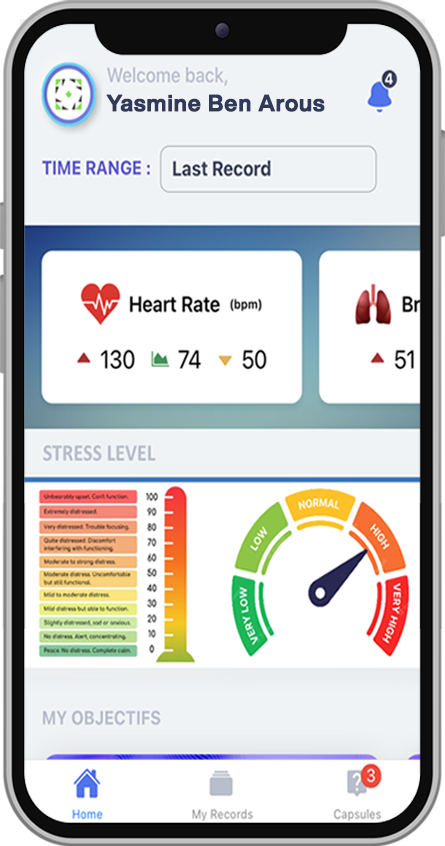 Welcome back,
Yasmine Ben Arous
4
TIME RANGE :
Last Record
Heart Rate (bpm)
130 74 50
Br
51
STRESS LEVEL
Unbearably upset. Can't function.
Extremely distressed.
Very distressed. Trouble focusing.
Quite distressed. Discomfort
interfering with functioning.
Moderate to strong distress.
Moderate distress. Uncomfortable
but still functional.
Mild to moderate distress.
Mild distress but able to function.
Slightly distressed, sad or anxious.
No distress. Alert, concentrating.
Peace. No distress. Complete calm.
100
90
80
70
60
50
40
30
20
10
0
VERY LOW
LOW
NORMAL
HIGH
VERY HIGH
MY OBJECTIFS
3
Home
My Records
Capsules